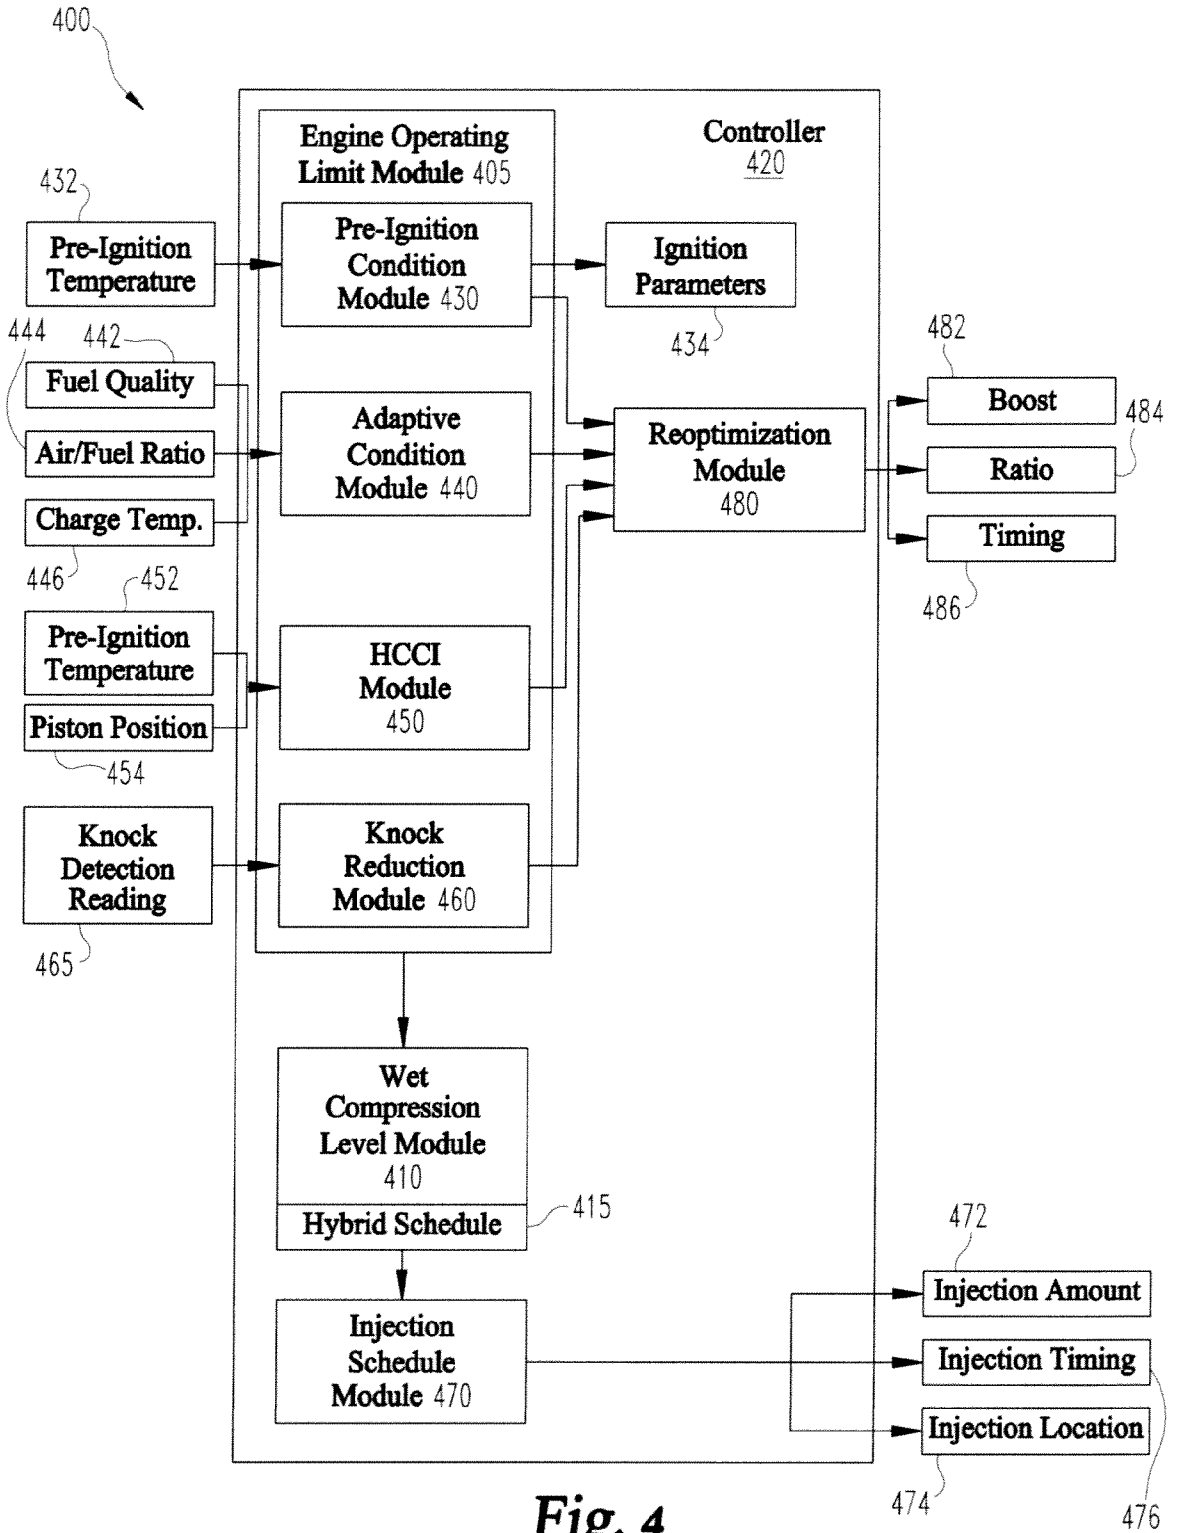 400
Controller
420
Engine Operating
Limit Module 405
432
Pre-Ignition
Temperature
Pre-Ignition
Condition
Module 430
Ignition
Parameters
434
444
442
Fuel Quality
Air/Fuel Ratio
Charge Temp.
446
Adaptive
Condition
Module 440
Reoptimization
Module
480
482
Boost
484
Ratio
Timing
486
452
Pre-Ignition
Temperature
Piston Position
454
HCCI
Module
450
Knock
Detection
Reading
465
Knock
Reduction
Module 460
Wet
Compression
Level Module
410
Hybrid Schedule
415
Injection
Schedule
Module 470
472
Injection Amount
Injection Timing
Injection Location
474
476
Fig. 4